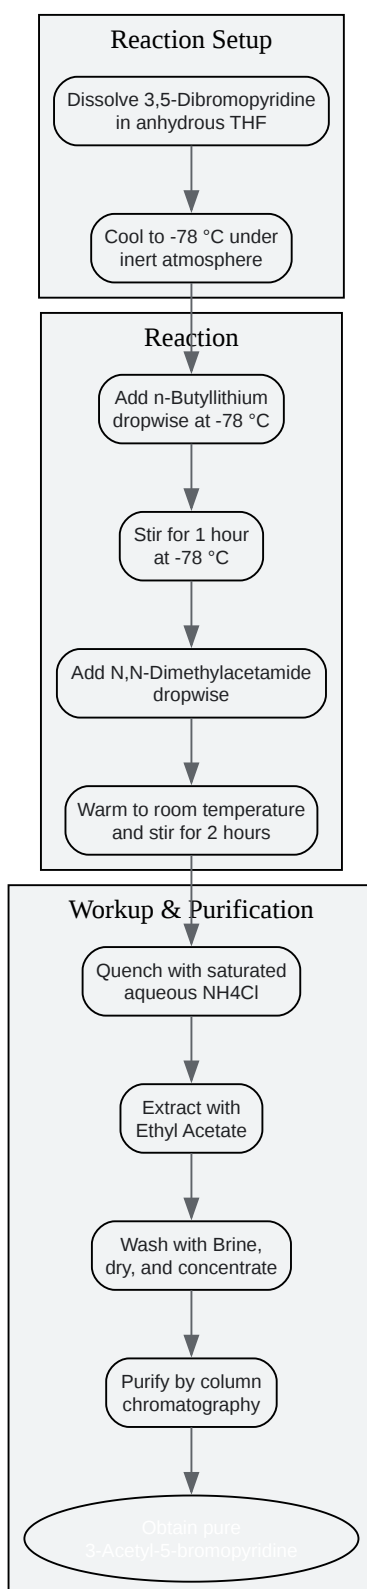 Reaction Setup
Dissolve 3,5-Dibromopyridine
in anhydrous THF
Cool to -78 °C under
inert atmosphere
Reaction
Add n-Butyllithium
dropwise at -78 °C
Stir for 1 hour
at -78 °C
Add N,N-Dimethylacetamide
dropwise
Warm to room temperature
and stir for 2 hours
Workup & Purification
Quench with saturated
aqueous NH4Cl
Extract with
Ethyl Acetate
Wash with Brine,
dry, and concentrate
Purify by column
chromatography
Obtain pure
3-Acetyl-5-bromopyridine